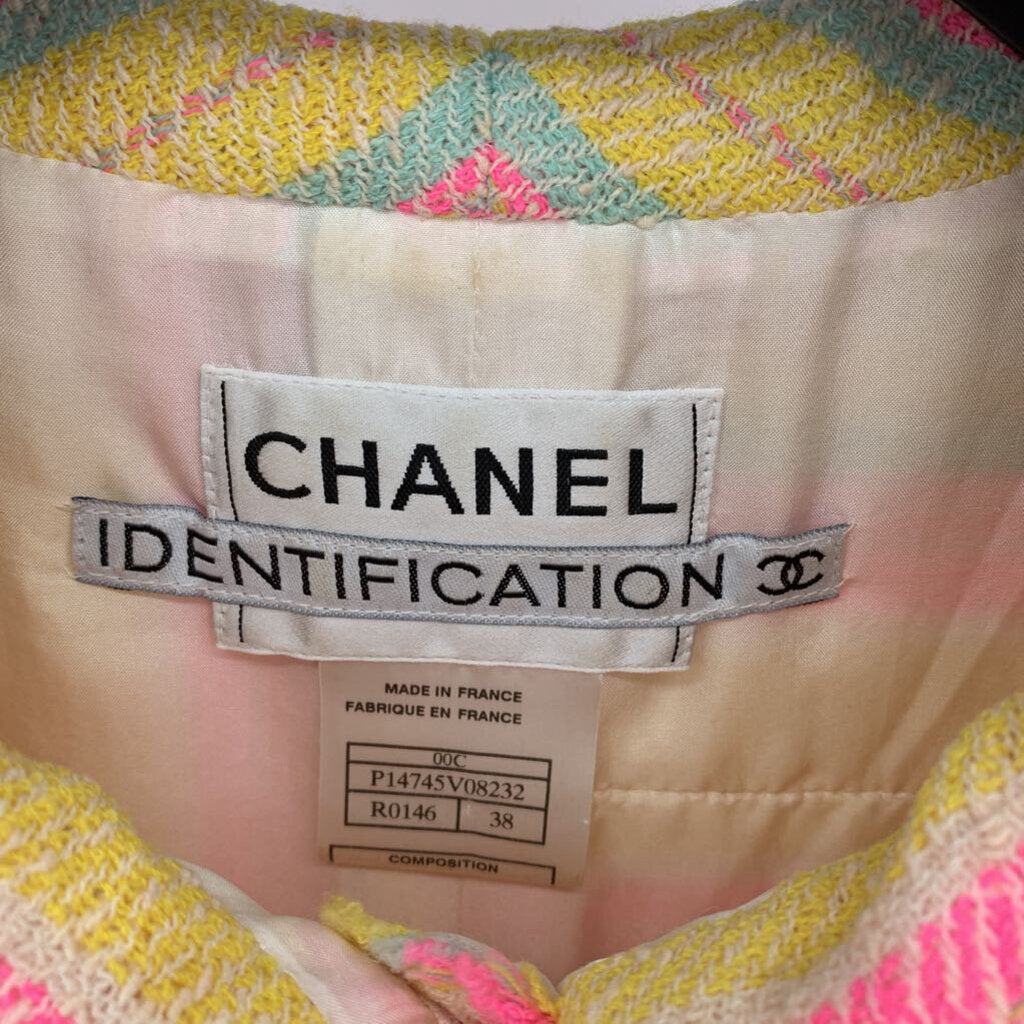 CHANEL
IDENTIFICATION
MADE IN FRANCE
FABRIQUE EN FRANCE
00C
P14745V08232
R0146 38
COMPOSITION